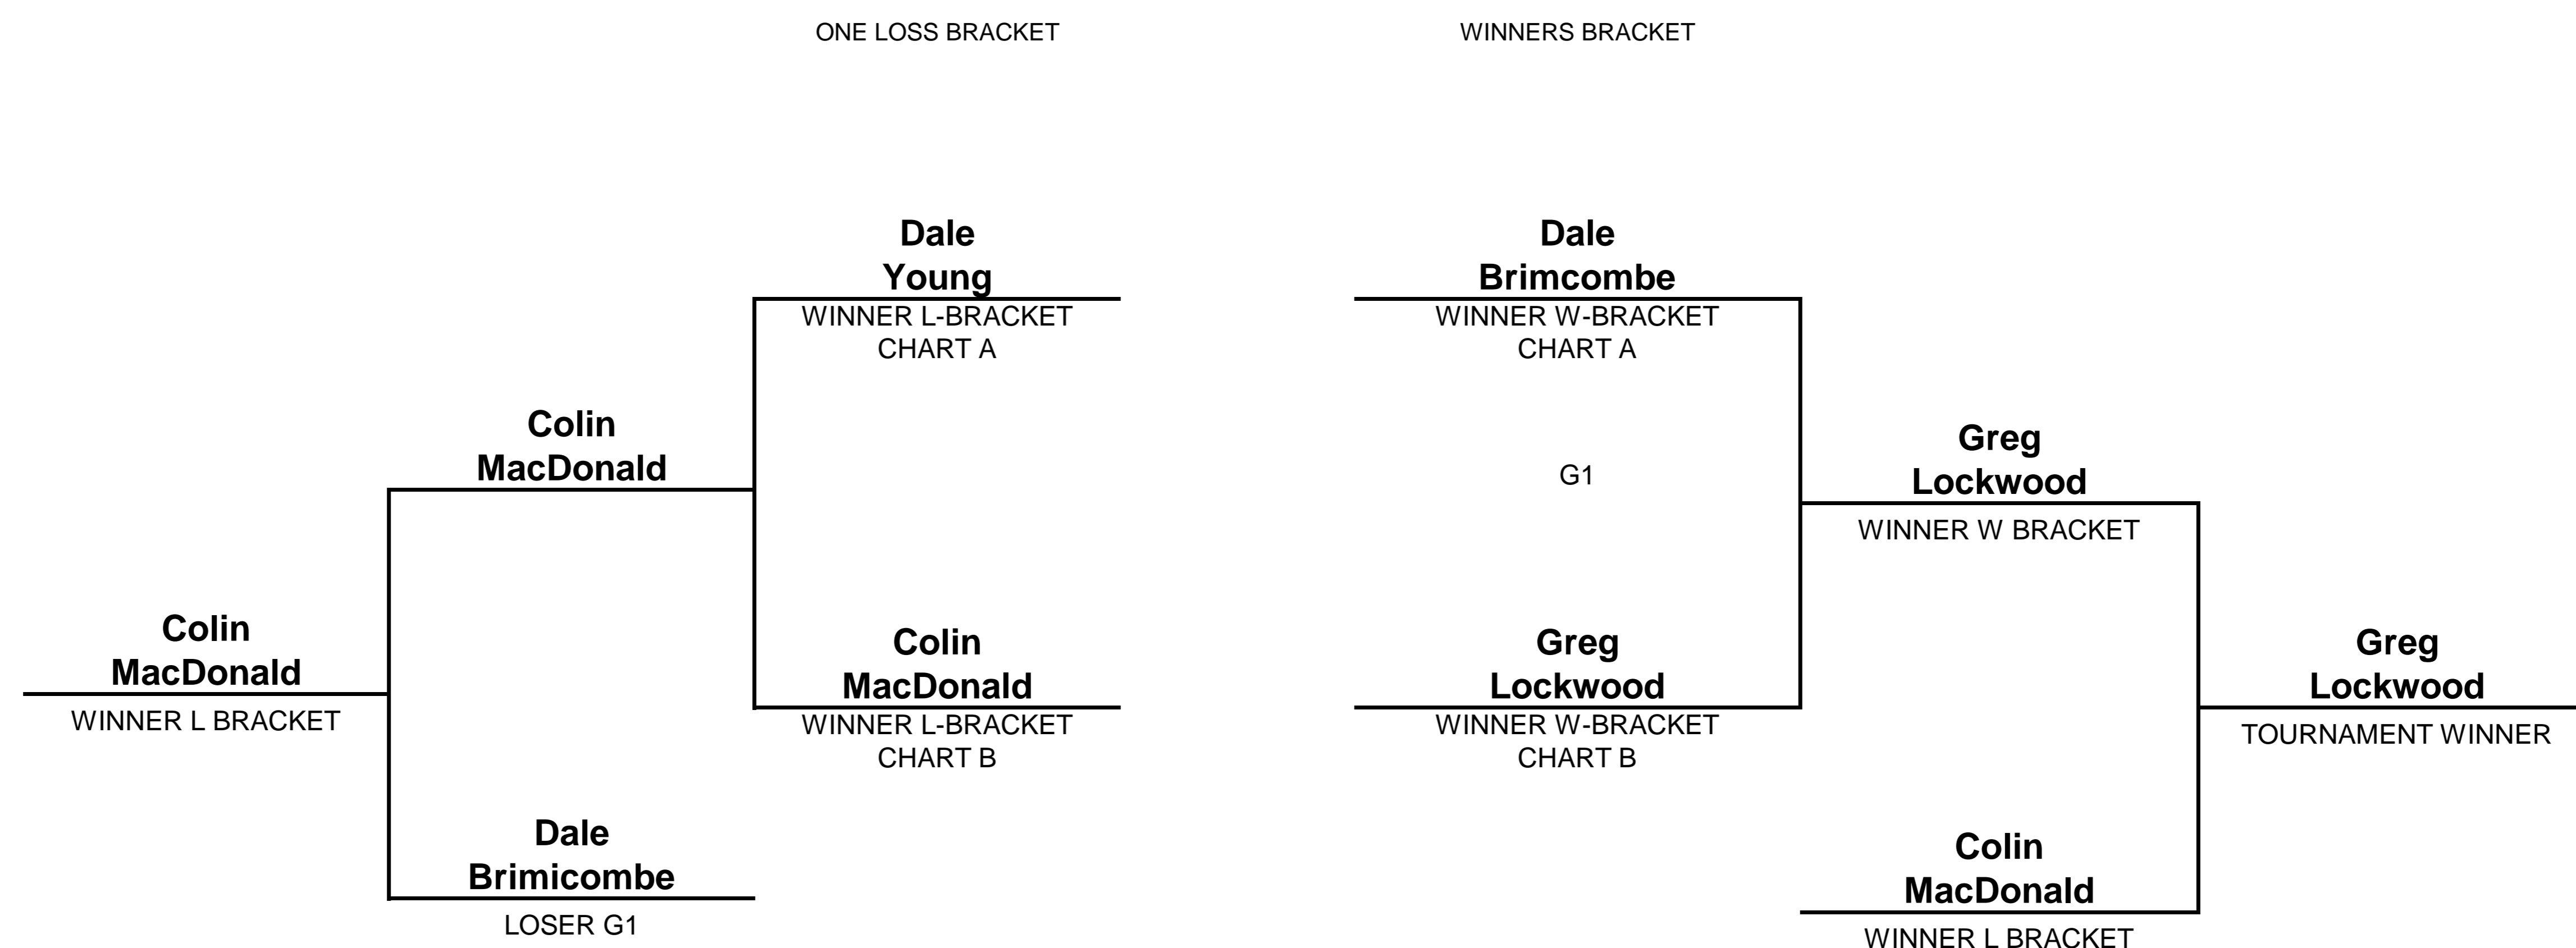 ONE LOSS BRACKET
WINNERS BRACKET
Dale
Young
WINNER L-BRACKET
CHART A
Dale
Brimcombe
WINNER W-BRACKET
CHART A
Colin
MacDonald
G1
Greg
Lockwood
WINNER W BRACKET
Colin
MacDonald
WINNER L BRACKET
Colin
MacDonald
WINNER L-BRACKET
CHART B
Greg
Lockwood
WINNER W-BRACKET
CHART B
Greg
Lockwood
TOURNAMENT WINNER
Dale
Brimicombe
LOSER G1
Colin
MacDonald
WINNER L BRACKET